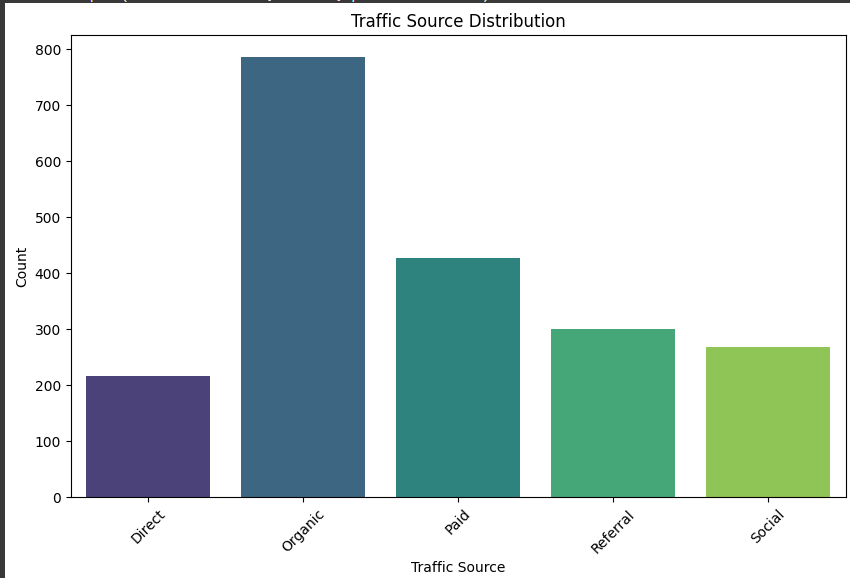 Traffic Source Distribution
800
700
600
500
400
300
200
100
0
Count
Direct
Organic
Paid
Referral
Social
Traffic Source